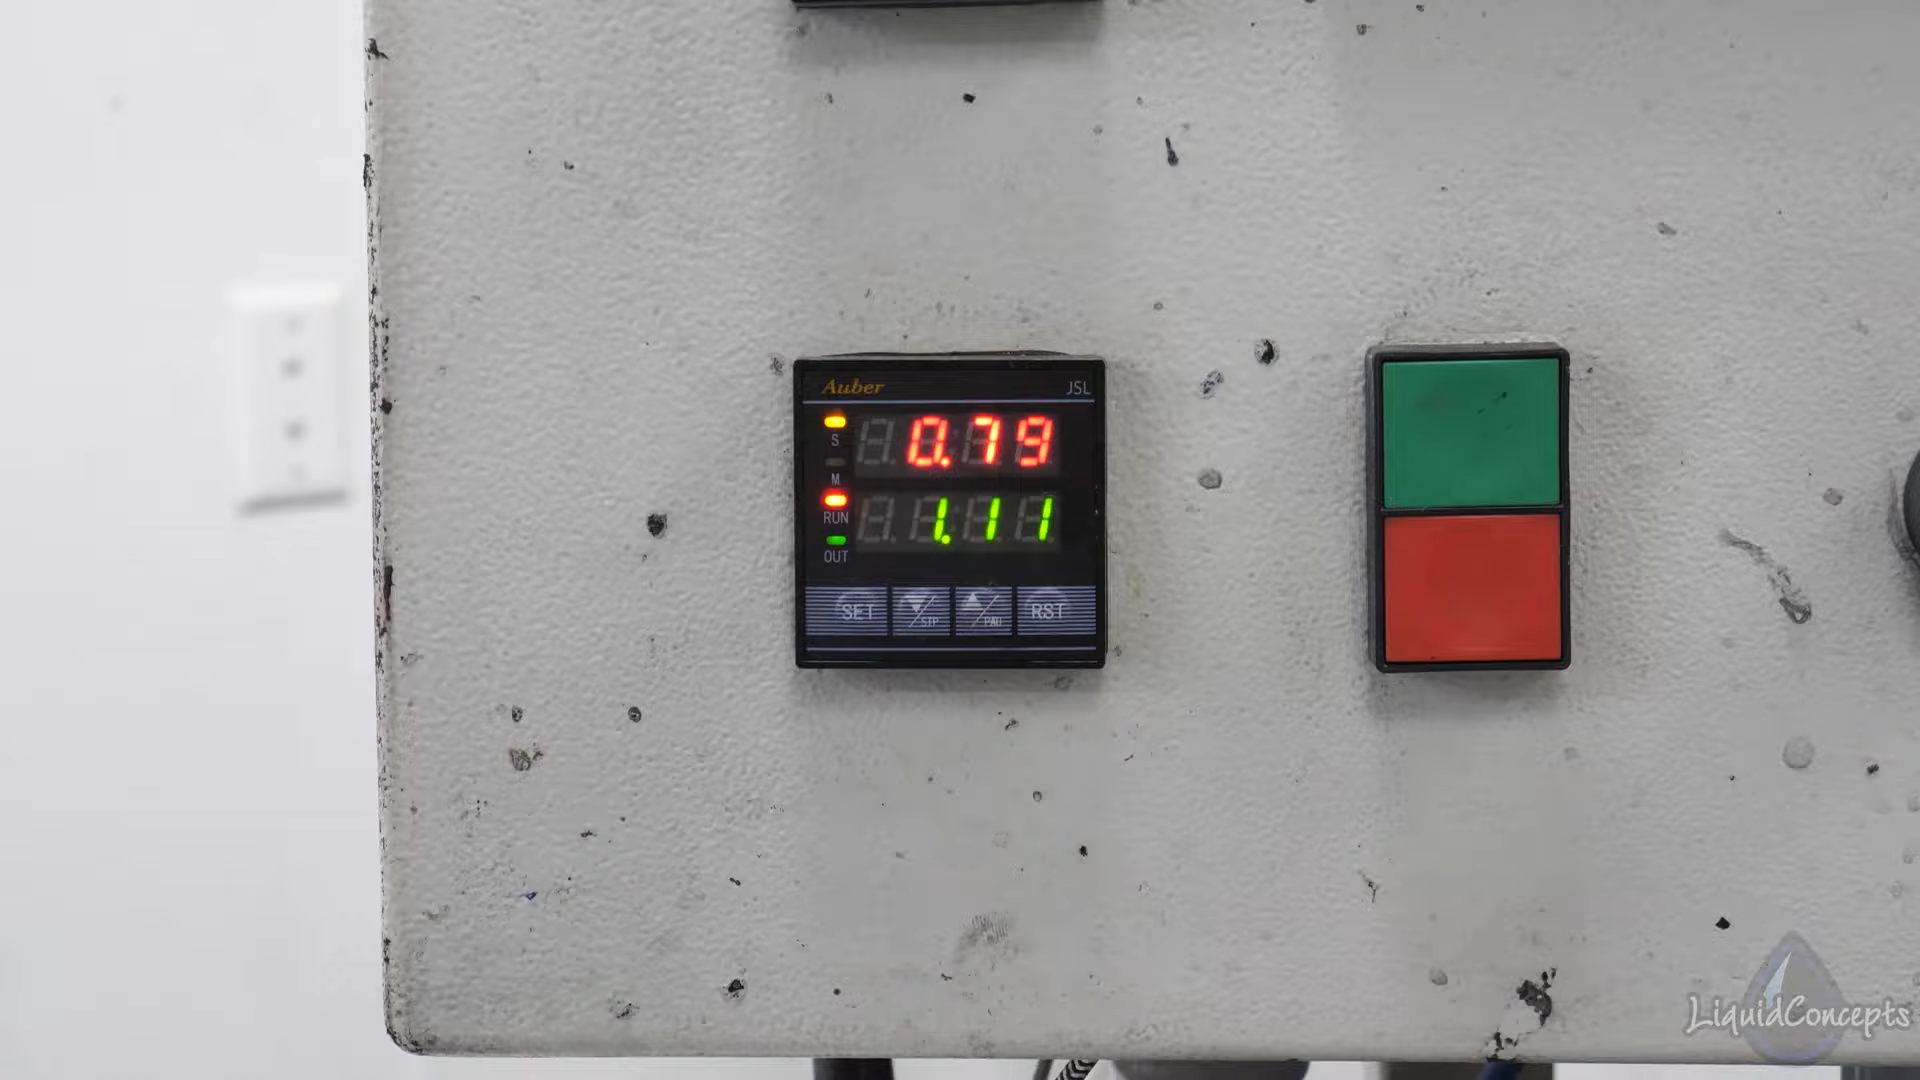 Auber JSL
S
0.79
M
RUN
1.11
OUT
SET STP PAU RST
LiquidConcepts